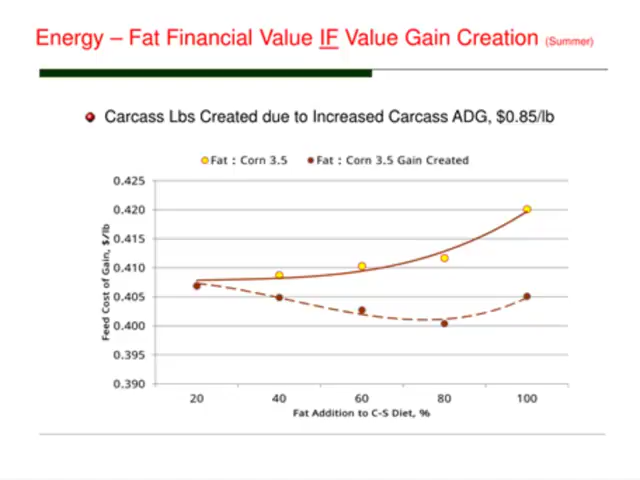 Energy – Fat Financial Value IF Value Gain Creation (Summer)
Carcass Lbs Created due to Increased Carcass ADG, $0.85/lb
Fat : Corn 3.5 Fat : Corn 3.5 Gain Created
Feed Cost of Gain, $/lb
0.425
0.420
0.415
0.410
0.405
0.400
0.395
0.390
20 40 60 80 100
Fat Addition to C-S Diet, %